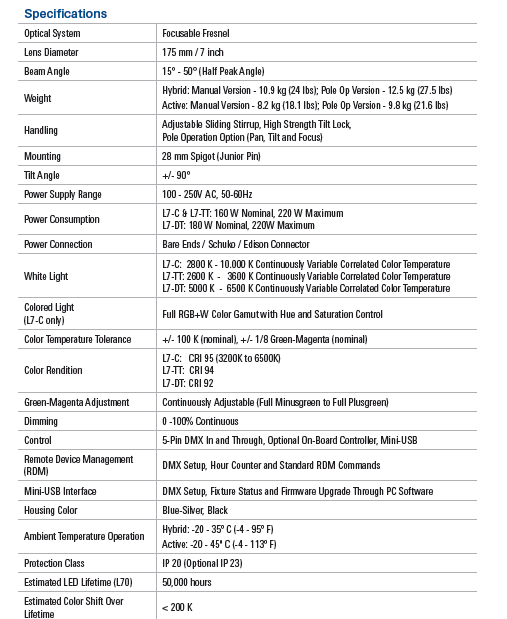 Specifications
Optical System Focusable Fresnel
Lens Diameter 175 mm / 7 inch
Beam Angle 15° - 50° (Half Peak Angle)
Weight Hybrid: Manual Version - 10.9 kg (24 lbs); Pole Op Version - 12.5 kg (27.5 lbs)
Active: Manual Version - 8.2 kg (18.1 lbs); Pole Op Version - 9.8 kg (21.6 lbs)
Handling Adjustable Sliding Stirrup, High Strength Tilt Lock,
Pole Operation Option (Pan, Tilt and Focus)
Mounting 28 mm Spigot (Junior Pin)
Tilt Angle +/- 90°
Power Supply Range 100 - 250V AC, 50-60Hz
Power Consumption L7-C & L7-TT: 160 W Nominal, 220 W Maximum
L7-DT: 180 W Nominal, 220W Maximum
Power Connection Bare Ends / Schuko / Edison Connector
White Light L7-C: 2800 K - 10.000 K Continuously Variable Correlated Color Temperature
L7-TT: 2600 K - 3600 K Continuously Variable Correlated Color Temperature
L7-DT: 5000 K - 6500 K Continuously Variable Correlated Color Temperature
Colored Light
(L7-C only) Full RGB+W Color Gamut with Hue and Saturation Control
Color Temperature Tolerance +/- 100 K (nominal), +/- 1/8 Green-Magenta (nominal)
Color Rendition L7-C: CRI 95 (3200K to 6500K)
L7-TT: CRI 94
L7-DT: CRI 92
Green-Magenta Adjustment Continuously Adjustable (Full Minusgreen to Full Plusgreen)
Dimming 0 -100% Continuous
Control 5-Pin DMX In and Through, Optional On-Board Controller, Mini-USB
Remote Device Management
(RDM) DMX Setup, Hour Counter and Standard RDM Commands
Mini-USB Interface DMX Setup, Fixture Status and Firmware Upgrade Through PC Software
Housing Color Blue-Silver, Black
Ambient Temperature Operation Hybrid: -20 - 35° C (-4 - 95° F)
Active: -20 - 45° C (-4 - 113° F)
Protection Class IP 20 (Optional IP 23)
Estimated LED Lifetime (L70) 50,000 hours
Estimated Color Shift Over
Lifetime < 200 K